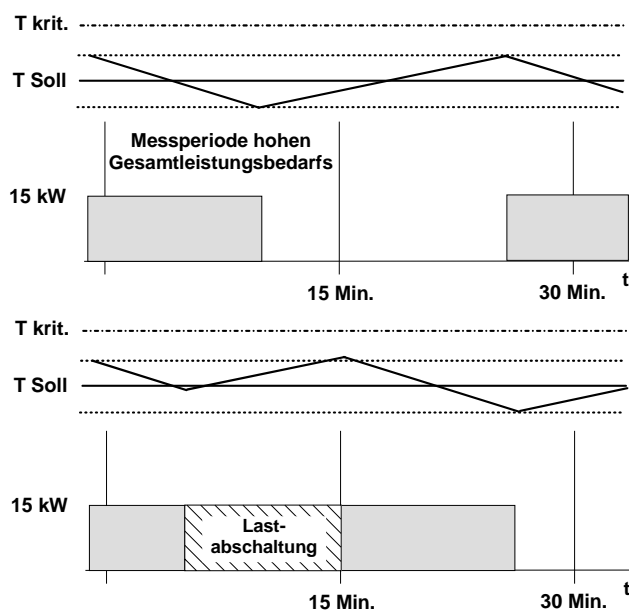 T krit.
T Soll
Messperiode hohen
Gesamtleistungsbedarfs
15 kW
t
15 Min.
30 Min.
T krit.
T Soll
15 kW
Last-
abschaltung
t
15 Min.
30 Min.